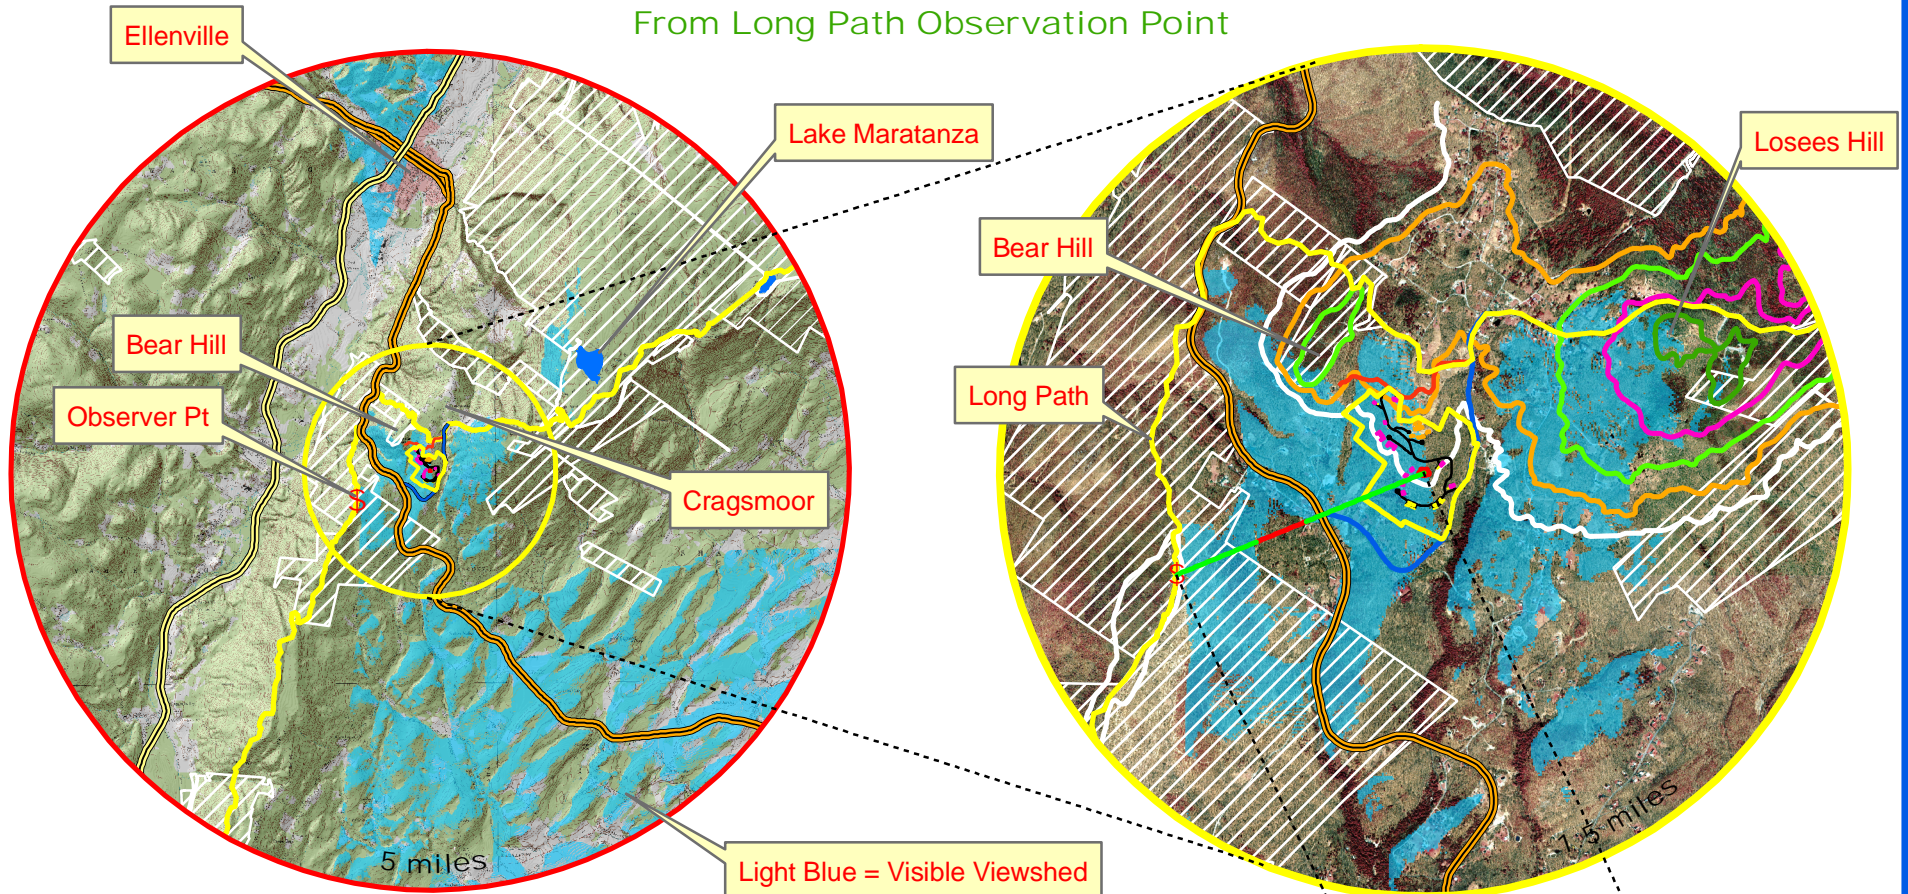 From Long Path Observation Point
Ellenville
Lake Maratanza
Losees Hill
Bear Hill
Bear Hill
Long Path
Observer Pt
Cragsmoor
S
S
5 miles
1.5 miles
Light Blue = Visible Viewshed